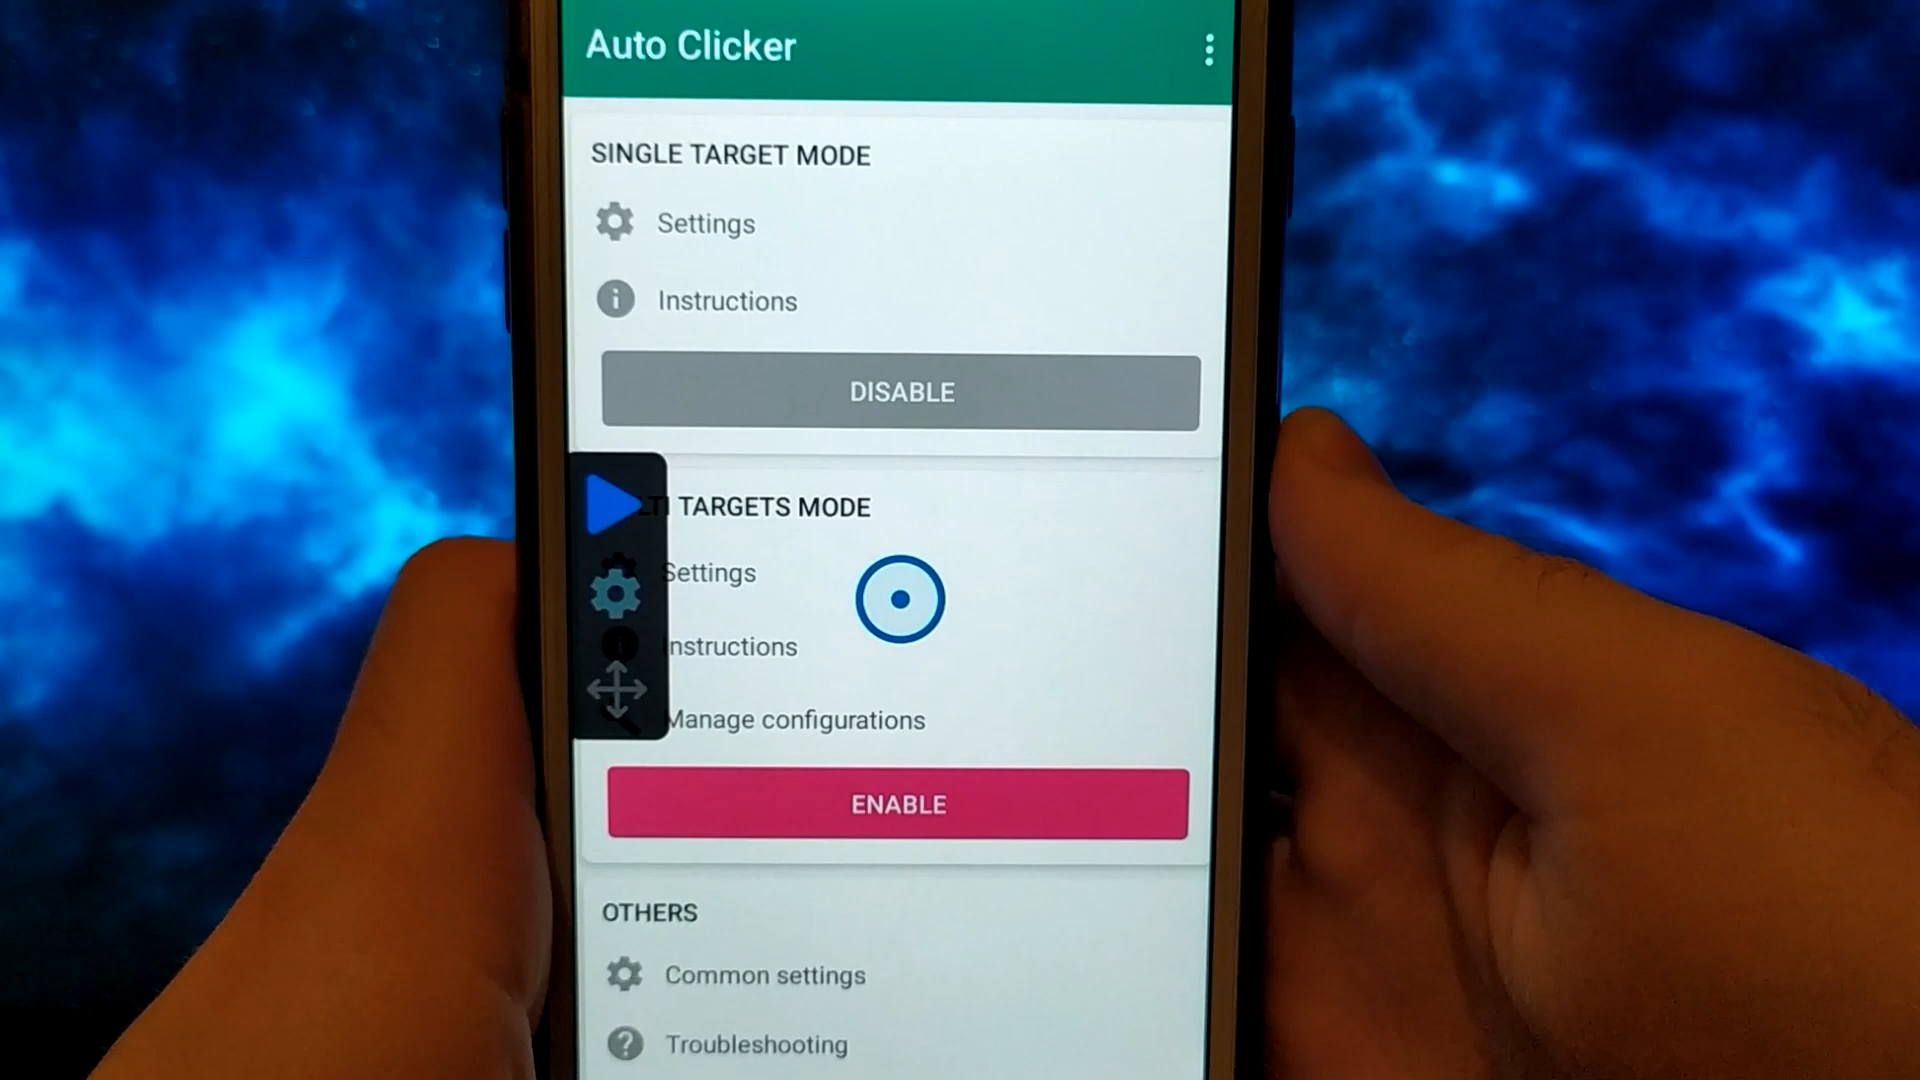 Auto Clicker
SINGLE TARGET MODE
Settings
Instructions
DISABLE
LTI TARGETS MODE
Settings
Instructions
Manage configurations
ENABLE
OTHERS
Common settings
Troubleshooting